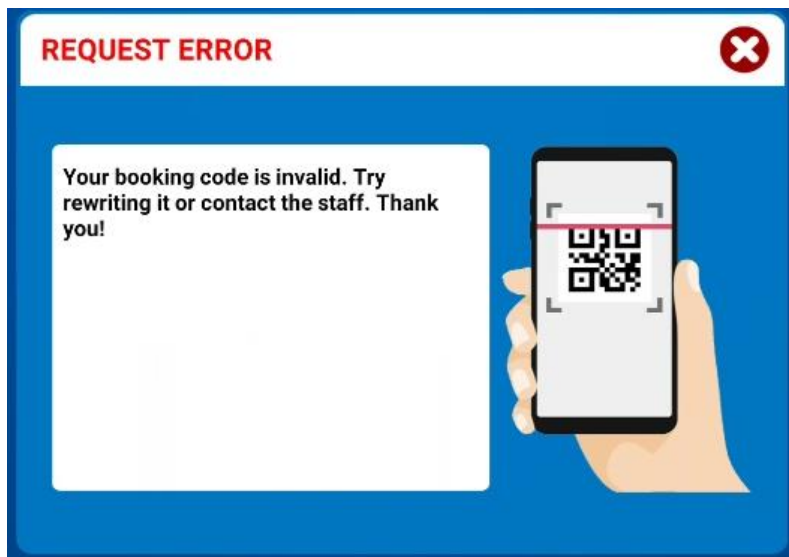 REQUEST ERROR
Your booking code is invalid. Try
rewriting it or contact the staff. Thank
you!